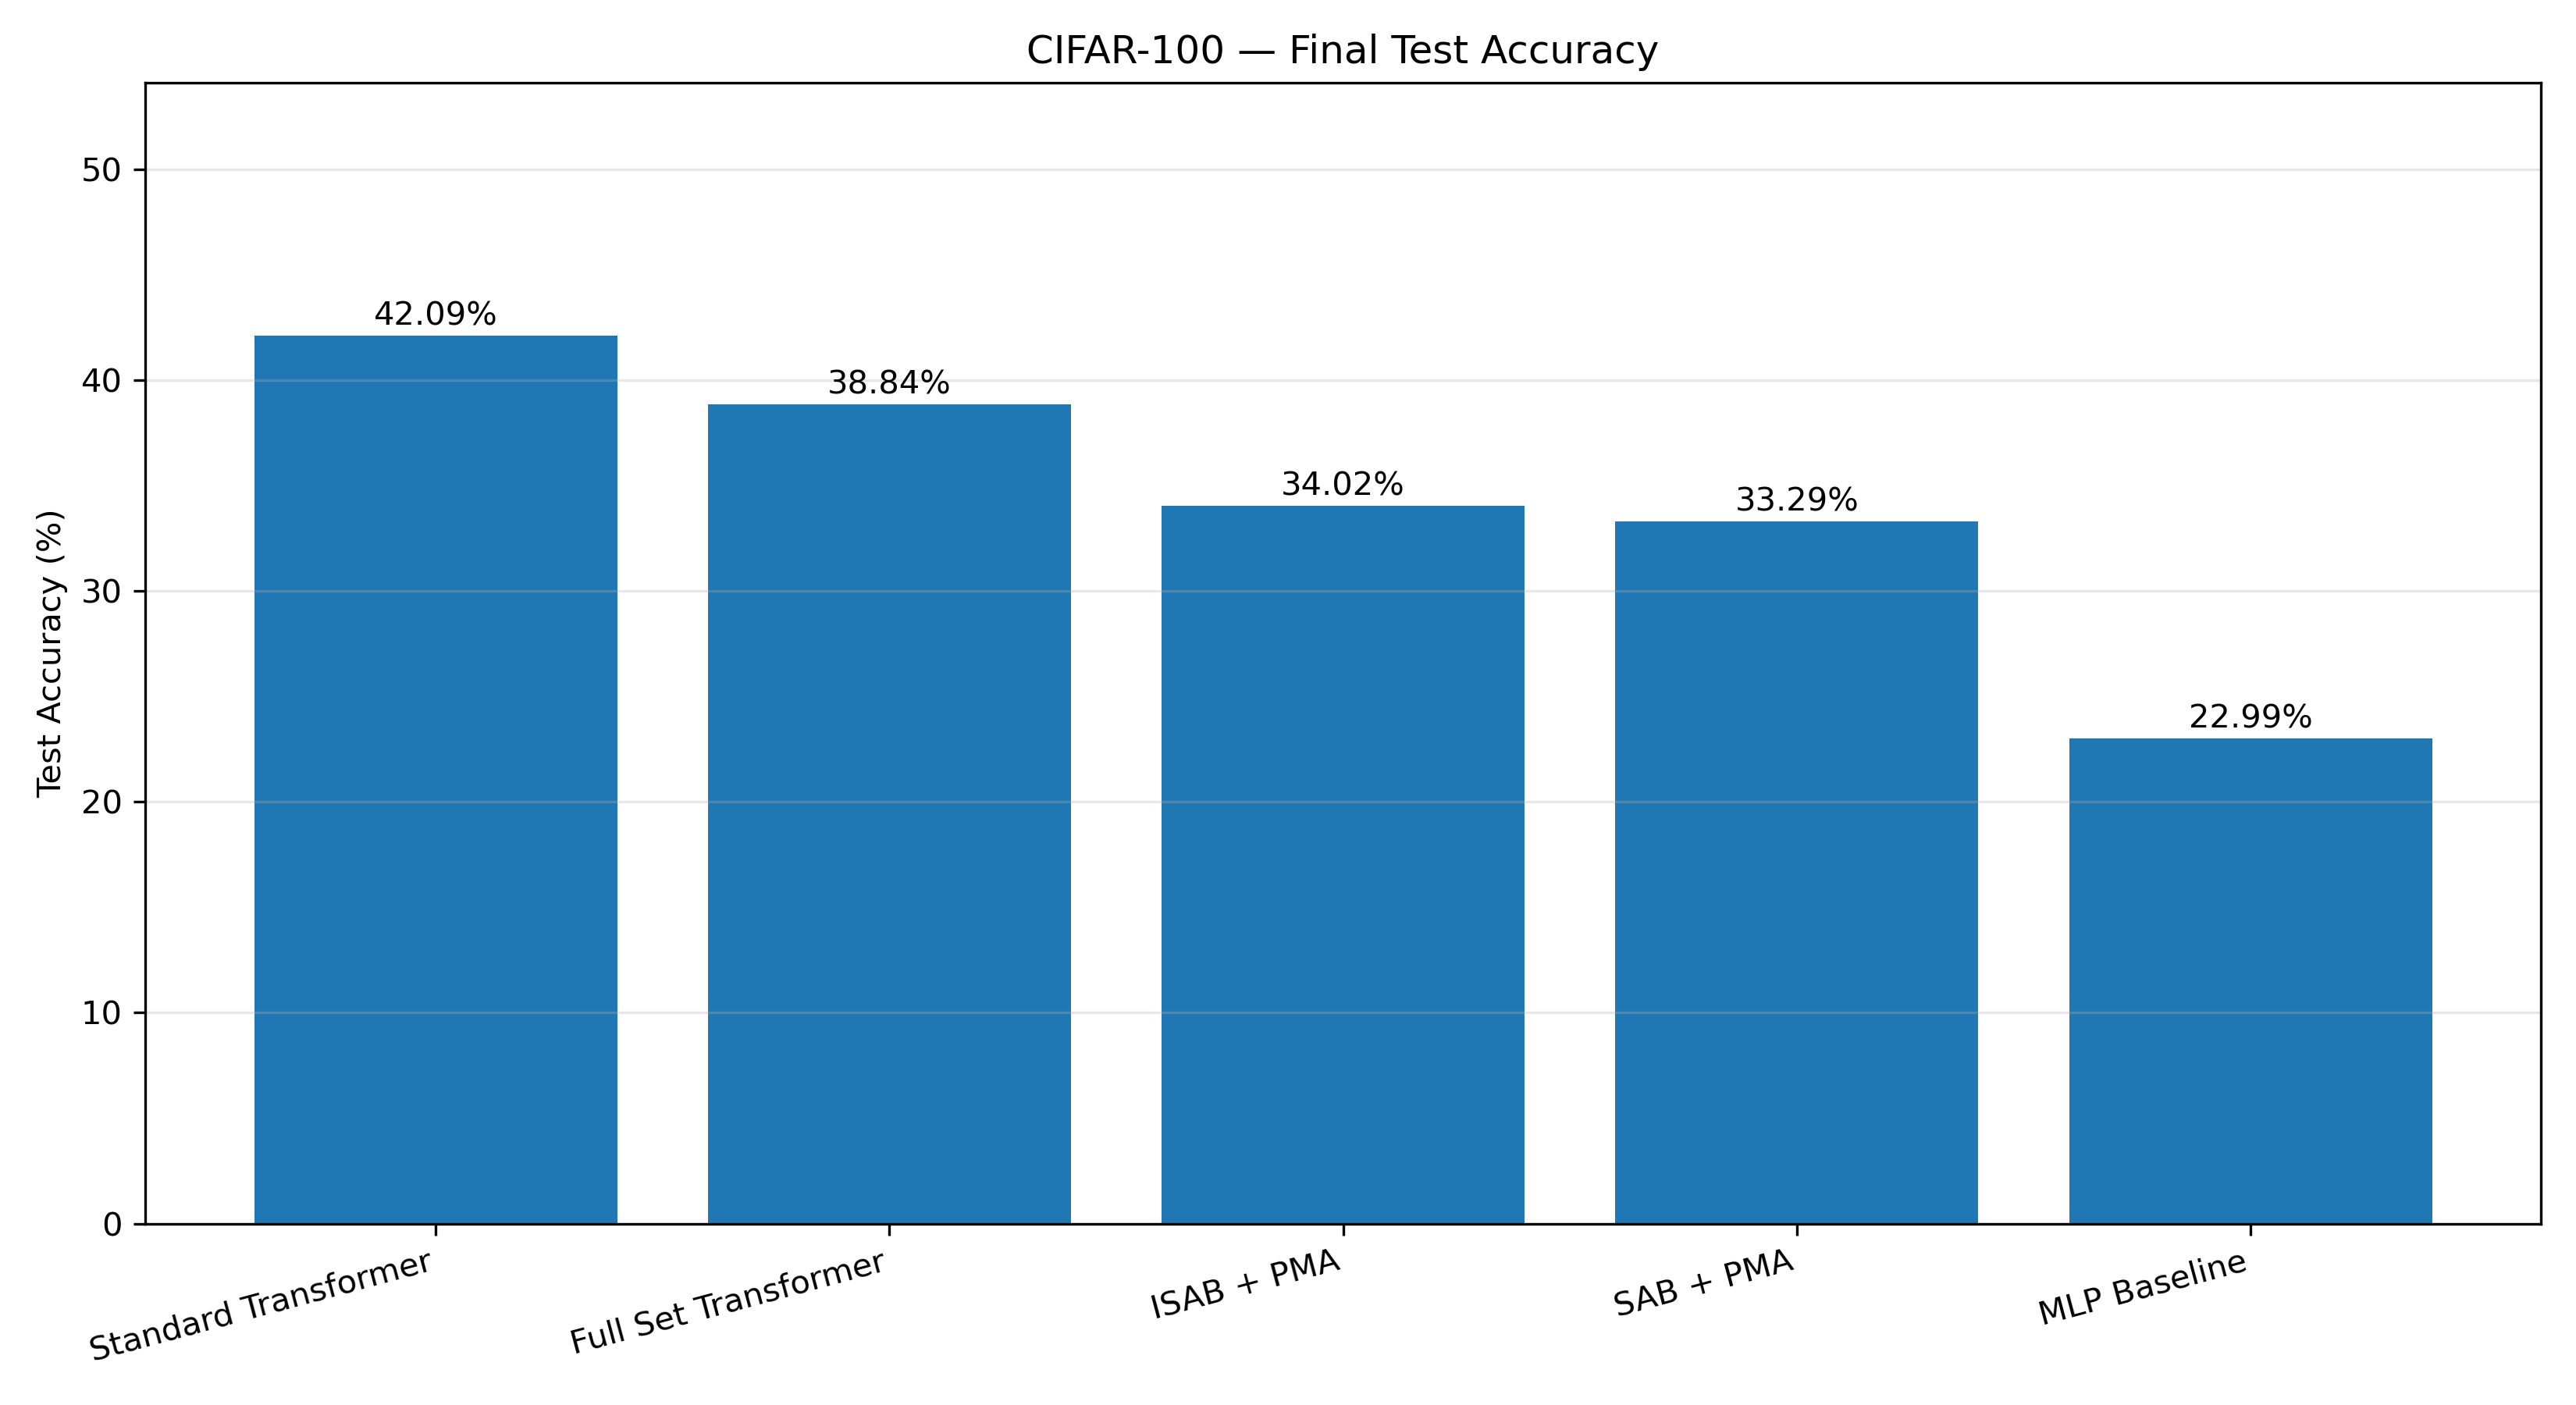 CIFAR-100 — Final Test Accuracy
Test Accuracy (%)
50
40
30
20
10
0
42.09%
38.84%
34.02%
33.29%
22.99%
Standard Transformer
Full Set Transformer
ISAB + PMA
SAB + PMA
MLP Baseline